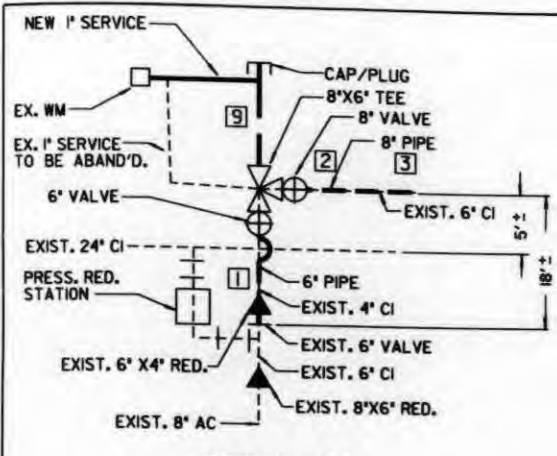 NEW 1" SERVICE
CAP/PLUG
8"X6" TEE
EX. WM
9
8" VALVE
2
8" PIPE
3
EX. 1" SERVICE
TO BE ABAND'D.
6" VALVE
EXIST. 6" CI
5'±
18'±
EXIST. 24" CI
PRESS. RED.
STATION
1
6" PIPE
EXIST. 4" CI
EXIST. 6" X4" RED.
EXIST. 6" VALVE
EXIST. 6" CI
EXIST. 8"X6" RED.
EXIST. 8" AC